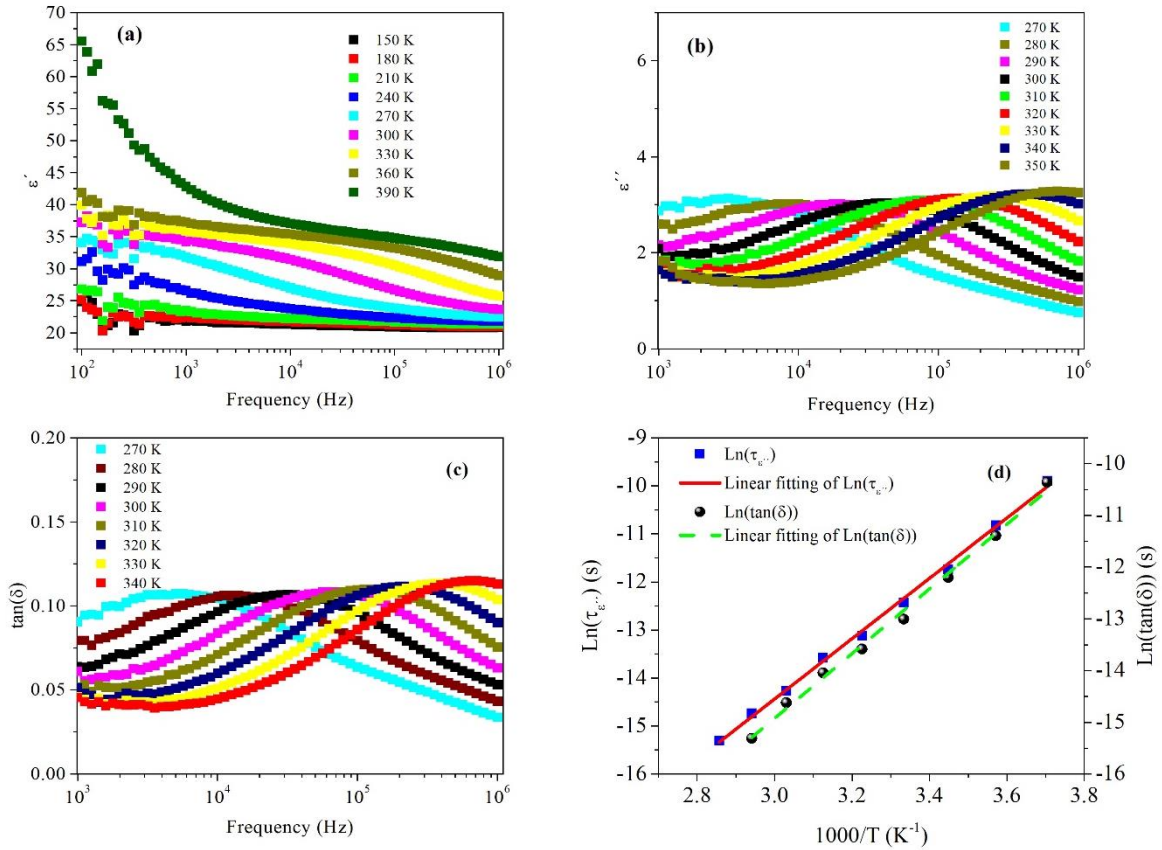 (a)
70
65
60
55
50
45
40
35
30
25
20
ε´
150 K
180 K
210 K
240 K
270 K
300 K
330 K
360 K
390 K
10² 10³ 10⁴ 10⁵ 10⁶
Frequency (Hz)
(b)
6
4
2
0
ε´´
270 K
280 K
290 K
300 K
310 K
320 K
330 K
340 K
350 K
10³ 10⁴ 10⁵ 10⁶
Frequency (Hz)
(c)
0.20
0.15
0.10
0.05
0.00
tan(δ)
270 K
280 K
290 K
300 K
310 K
320 K
330 K
340 K
10³ 10⁴ 10⁵ 10⁶
Frequency (Hz)
(d)
-9
-10
-11
-12
-13
-14
-15
-16
Ln(τε··) (s)
Ln(τε··)
Linear fitting of Ln(τε··)
Ln(tan(δ))
Linear fitting of Ln(tan(δ))
-10
-11
-12
-13
-14
-15
-16
Ln(tan(δ)) (s)
2.8 3.0 3.2 3.4 3.6 3.8
1000/T (K⁻¹)